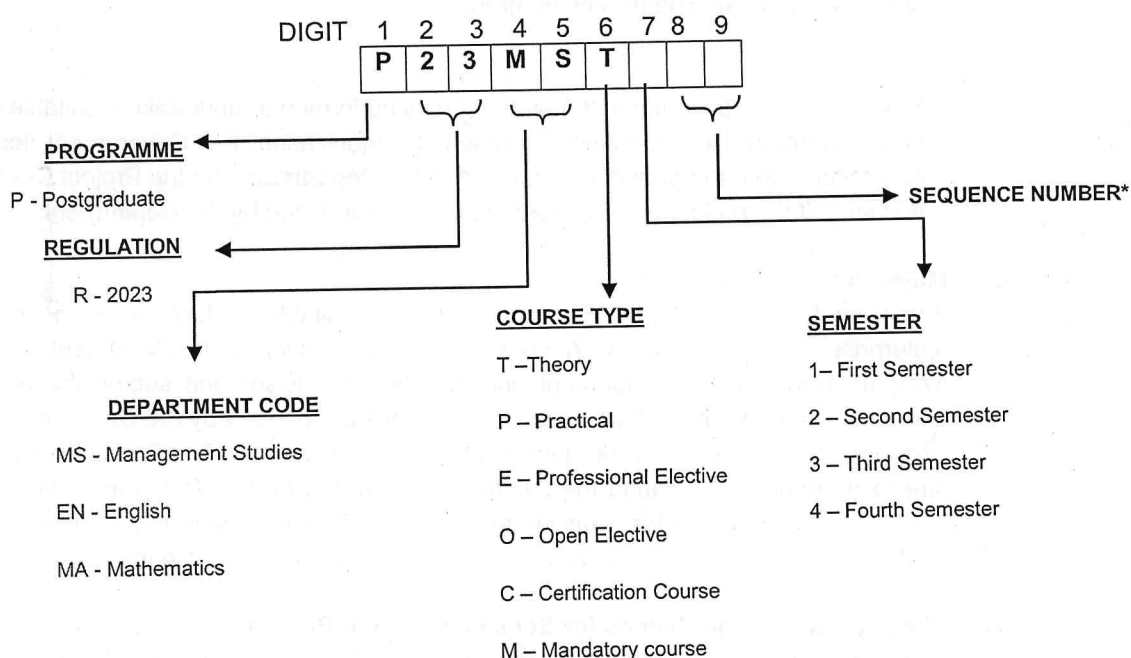 DIGIT 1 2 3 4 5 6 7 8 9
P 2 3 M S T
PROGRAMME
P - Postgraduate
SEQUENCE NUMBER*
REGULATION
R - 2023
COURSE TYPE
SEMESTER
T –Theory
1– First Semester
DEPARTMENT CODE
P – Practical
2 – Second Semester
MS - Management Studies
E – Professional Elective
3 – Third Semester
EN - English
4 – Fourth Semester
O – Open Elective
MA - Mathematics
C – Certification Course
M – Mandatory course